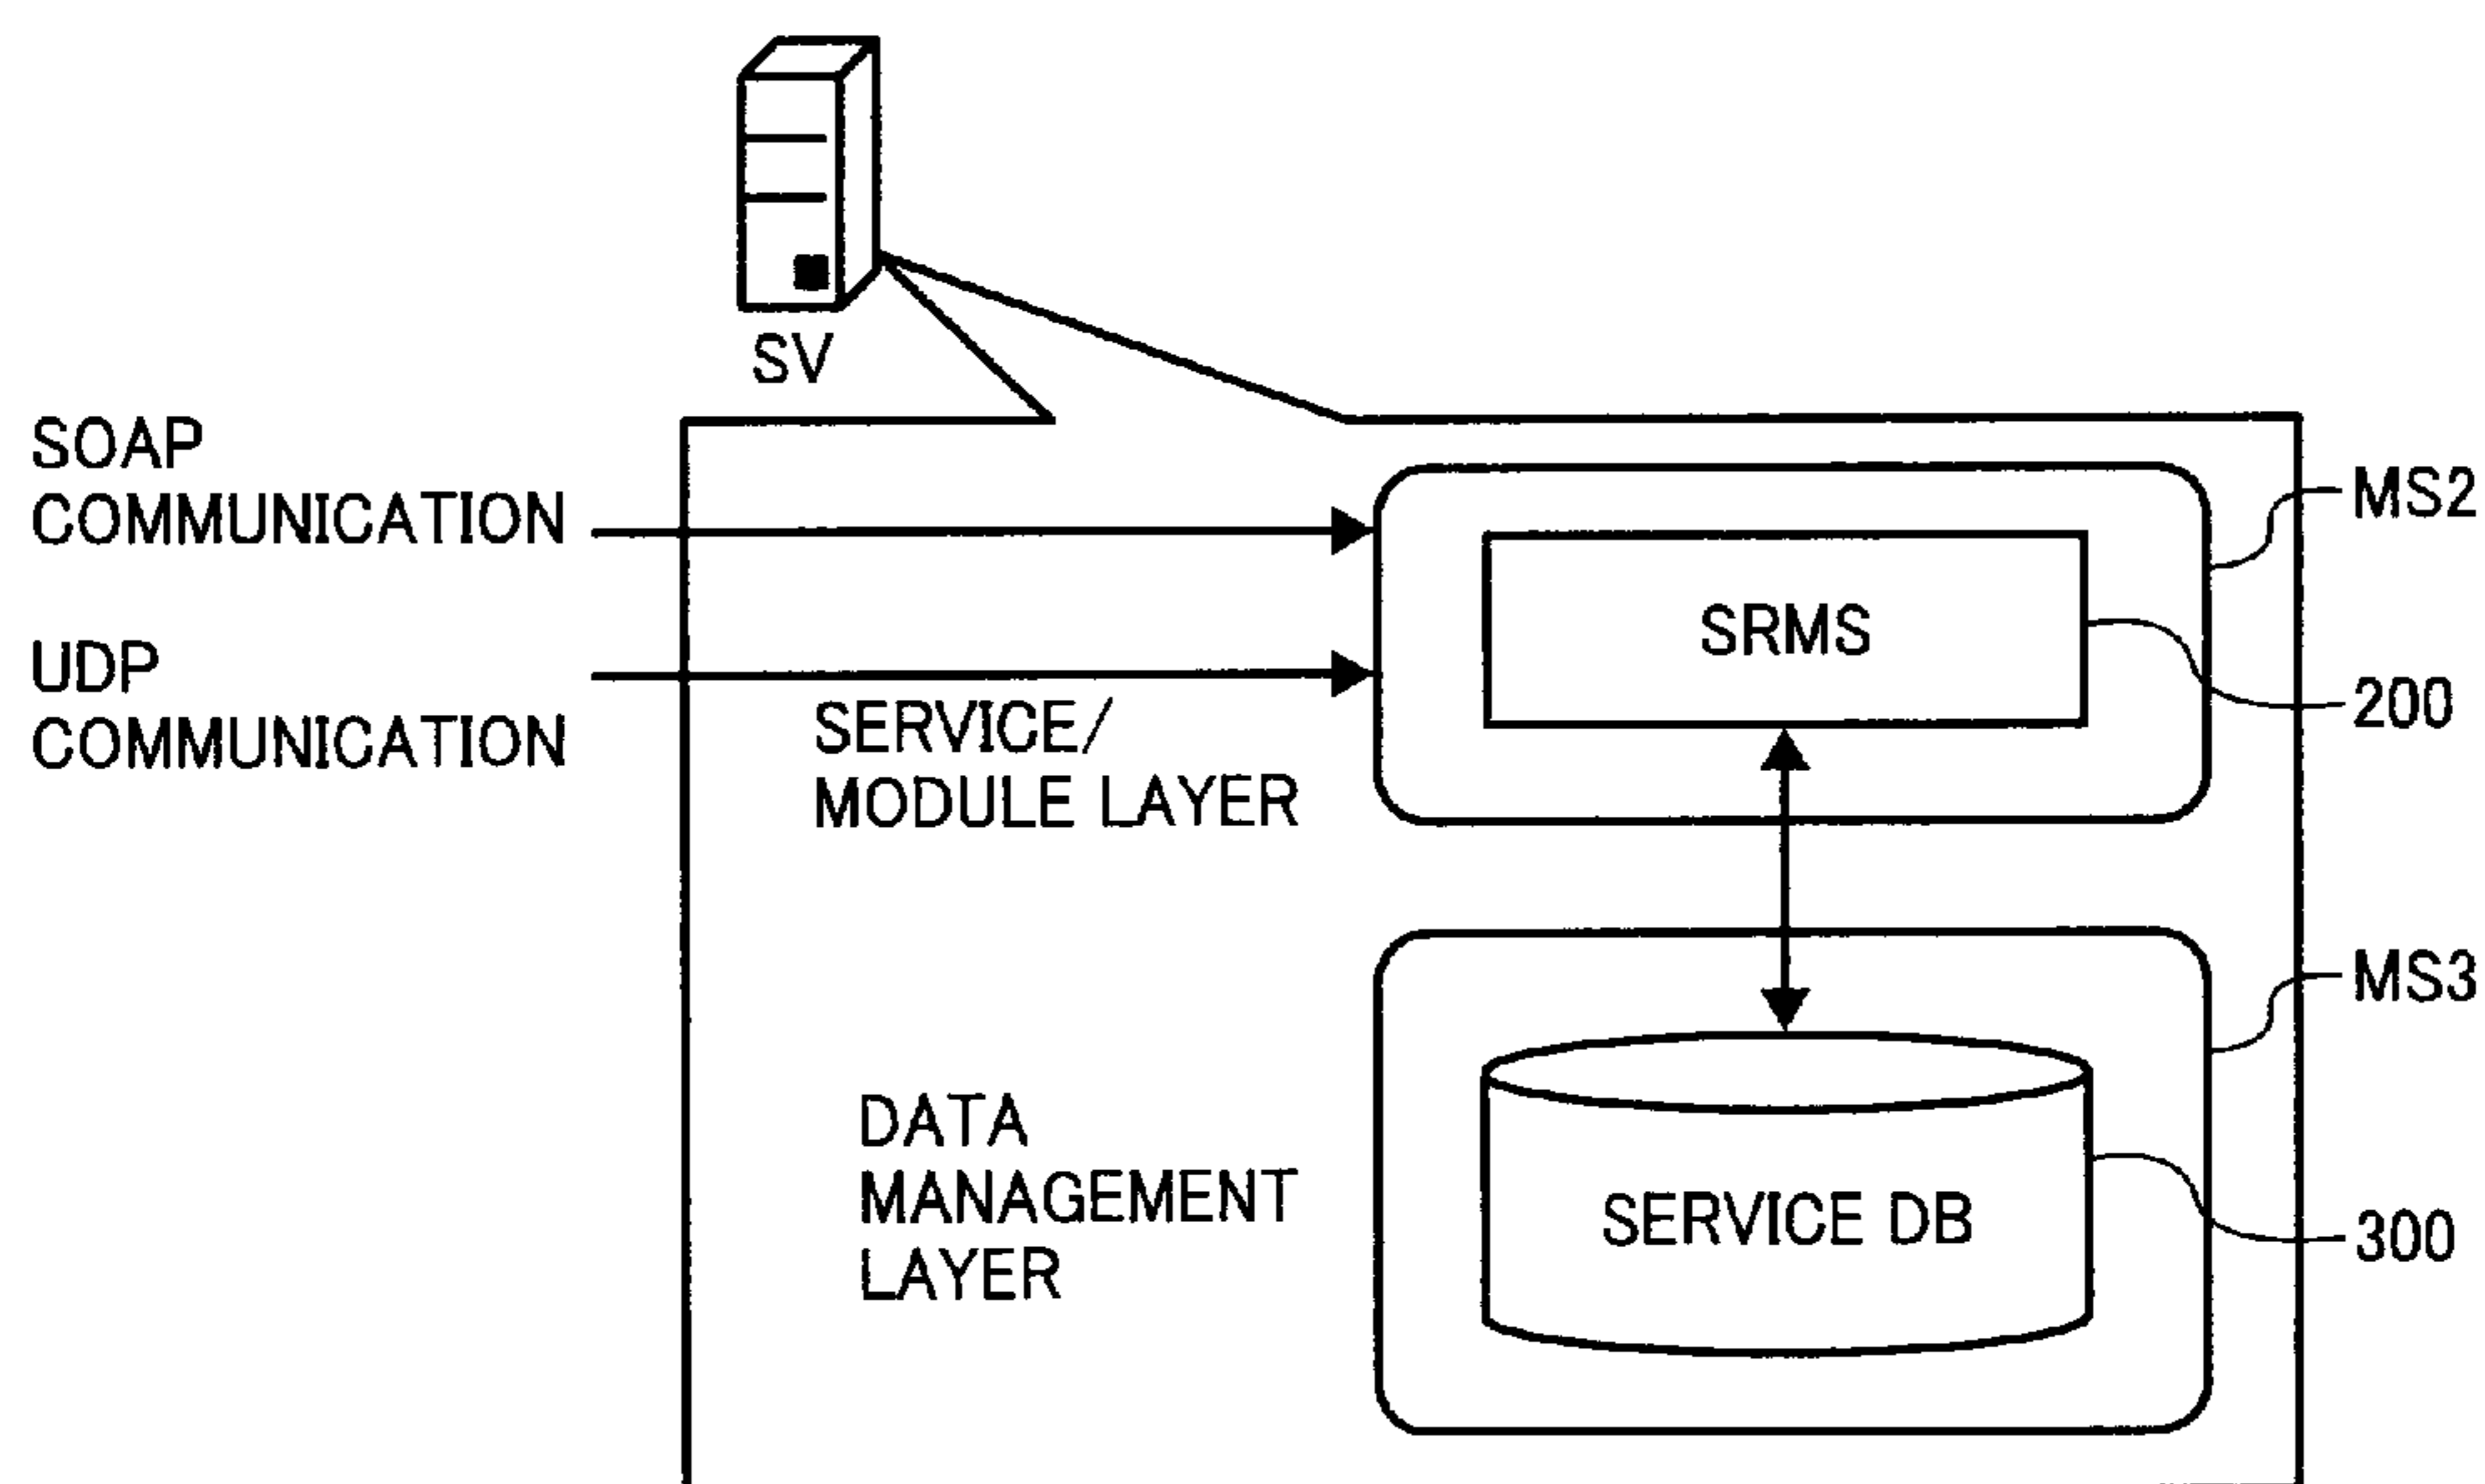 SV
SOAP
COMMUNICATION
MS2
SRMS
UDP
COMMUNICATION
200
SERVICE/
MODULE LAYER
MS3
DATA
MANAGEMENT
LAYER
SERVICE DB
300